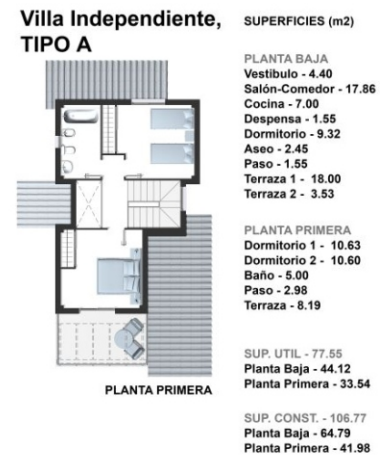 Villa Independiente,
TIPO A
PLANTA PRIMERA
SUPERFICIES (m2)
PLANTA BAJA
Vestibulo - 4.40
Salón-Comedor - 17.86
Cocina - 7.00
Despensa - 1.55
Dormitorio - 9.32
Aseo - 2.45
Paso - 1.55
Terraza 1 - 18.00
Terraza 2 - 3.53
PLANTA PRIMERA
Dormitorio 1 - 10.63
Dormitorio 2 - 10.60
Baño - 5.00
Paso - 2.98
Terraza - 8.19
SUP. UTIL - 77.55
Planta Baja - 44.12
Planta Primera - 33.54
SUP. CONST. - 106.77
Planta Baja - 64.79
Planta Primera - 41.98